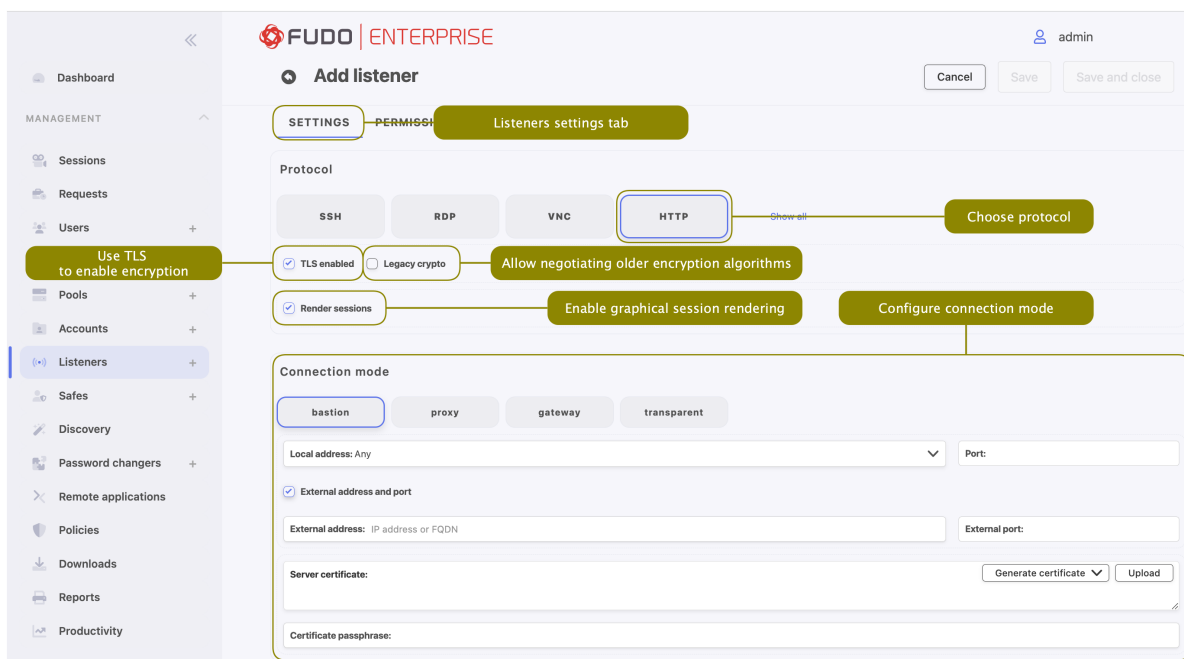 FUDO ENTERPRISE
admin
Dashboard
Add listener
Cancel
Save
Save and close
MANAGEMENT
SETTINGS
PERMISSI
Listeners settings tab
Sessions
Protocol
Requests
SSH
RDP
VNC
HTTP
Show all
Choose protocol
Users
Use TLS
to enable encryption
TLS enabled
Legacy crypto
Allow negotiating older encryption algorithms
Pools
Render sessions
Enable graphical session rendering
Configure connection mode
Accounts
Listeners
Connection mode
Safes
bastion
proxy
gateway
transparent
Discovery
Local address: Any
Port:
Password changers
External address and port
Remote applications
Policies
External address: IP address or FQDN
External port:
Downloads
Server certificate:
Generate certificate
Upload
Reports
Productivity
Certificate passphrase: